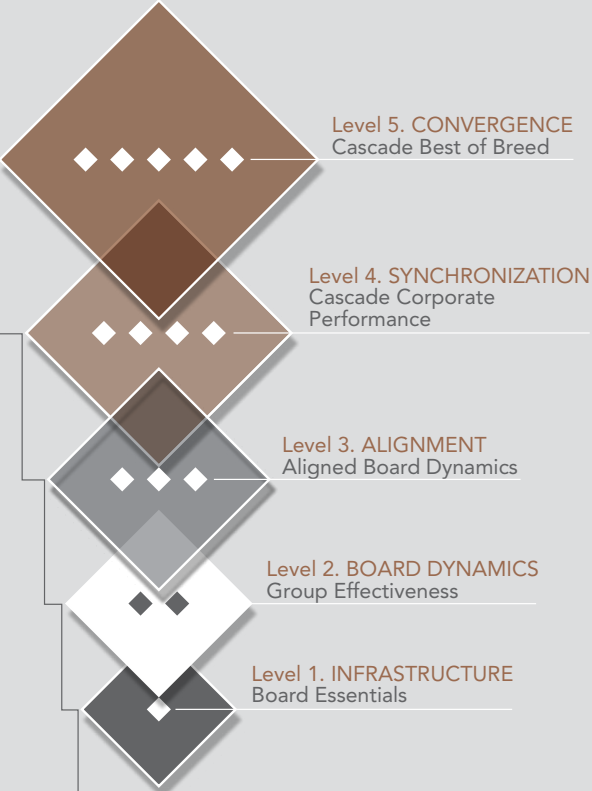 Level 5. CONVERGENCE
Cascade Best of Breed
Level 4. SYNCHRONIZATION
Cascade Corporate
Performance
Level 3. ALIGNMENT
Aligned Board Dynamics
Level 2. BOARD DYNAMICS
Group Effectiveness
Level 1. INFRASTRUCTURE
Board Essentials